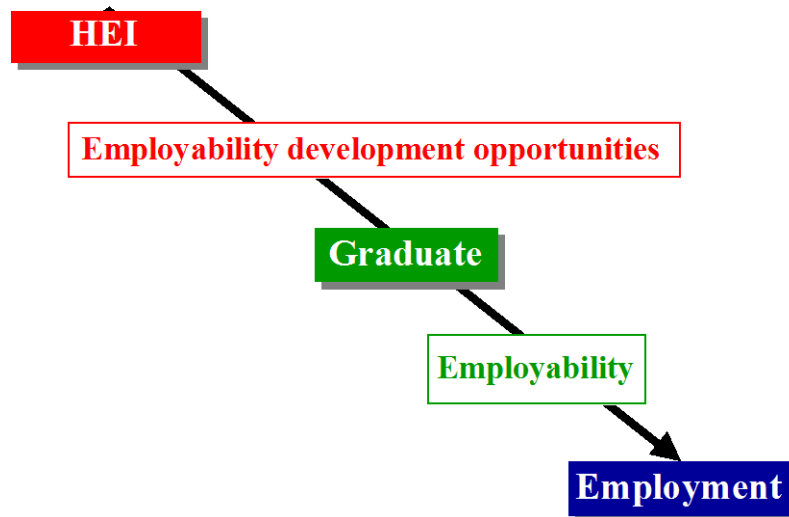 HEI
Employability development opportunities
Graduate
Employability
Employment